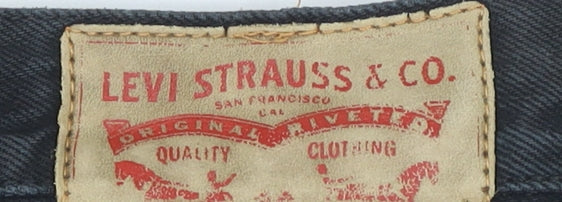 LEVI STRAUSS & CO.
SAN FRANCISCO
CAL
ORIGINAL RIVETED
QUALITY CLOTHING